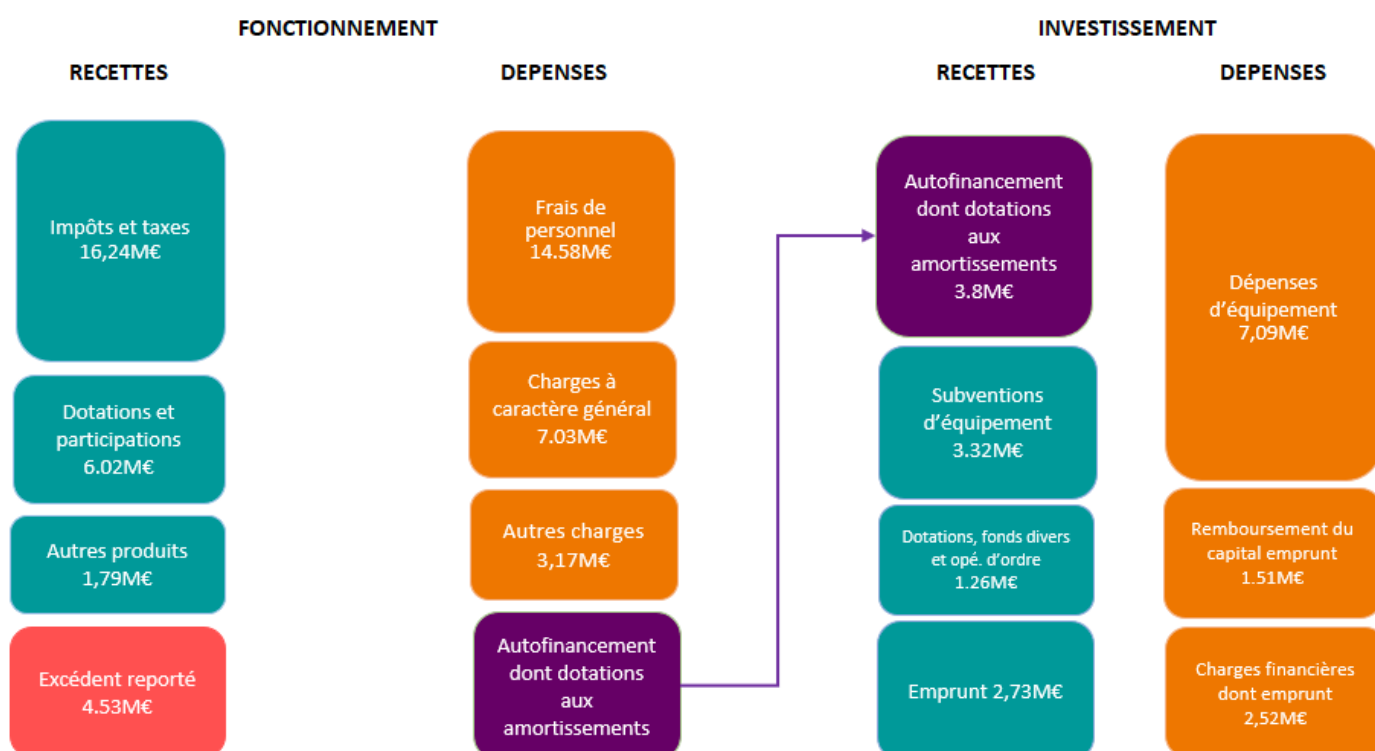 FONCTIONNEMENT
INVESTISSEMENT
RECETTES
DEPENSES
RECETTES
DEPENSES
Impôts et taxes
16,24M€
Dotations et
participations
6.02M€
Autres produits
1,79M€
Excédent reporté
4.53M€
Frais de
personnel
14.58M€
Charges à
caractère général
7.03M€
Autres charges
3,17M€
Autofinancement
dont dotations
aux
amortissements
Autofinancement
dont dotations
aux
amortissements
3.8M€
Subventions
d'équipement
3.32M€
Dotations, fonds divers
et opé. d'ordre
1.26M€
Emprunt 2,73M€
Dépenses
d'équipement
7,09M€
Remboursement du
capital emprunt
1.51M€
Charges financières
dont emprunt
2,52M€